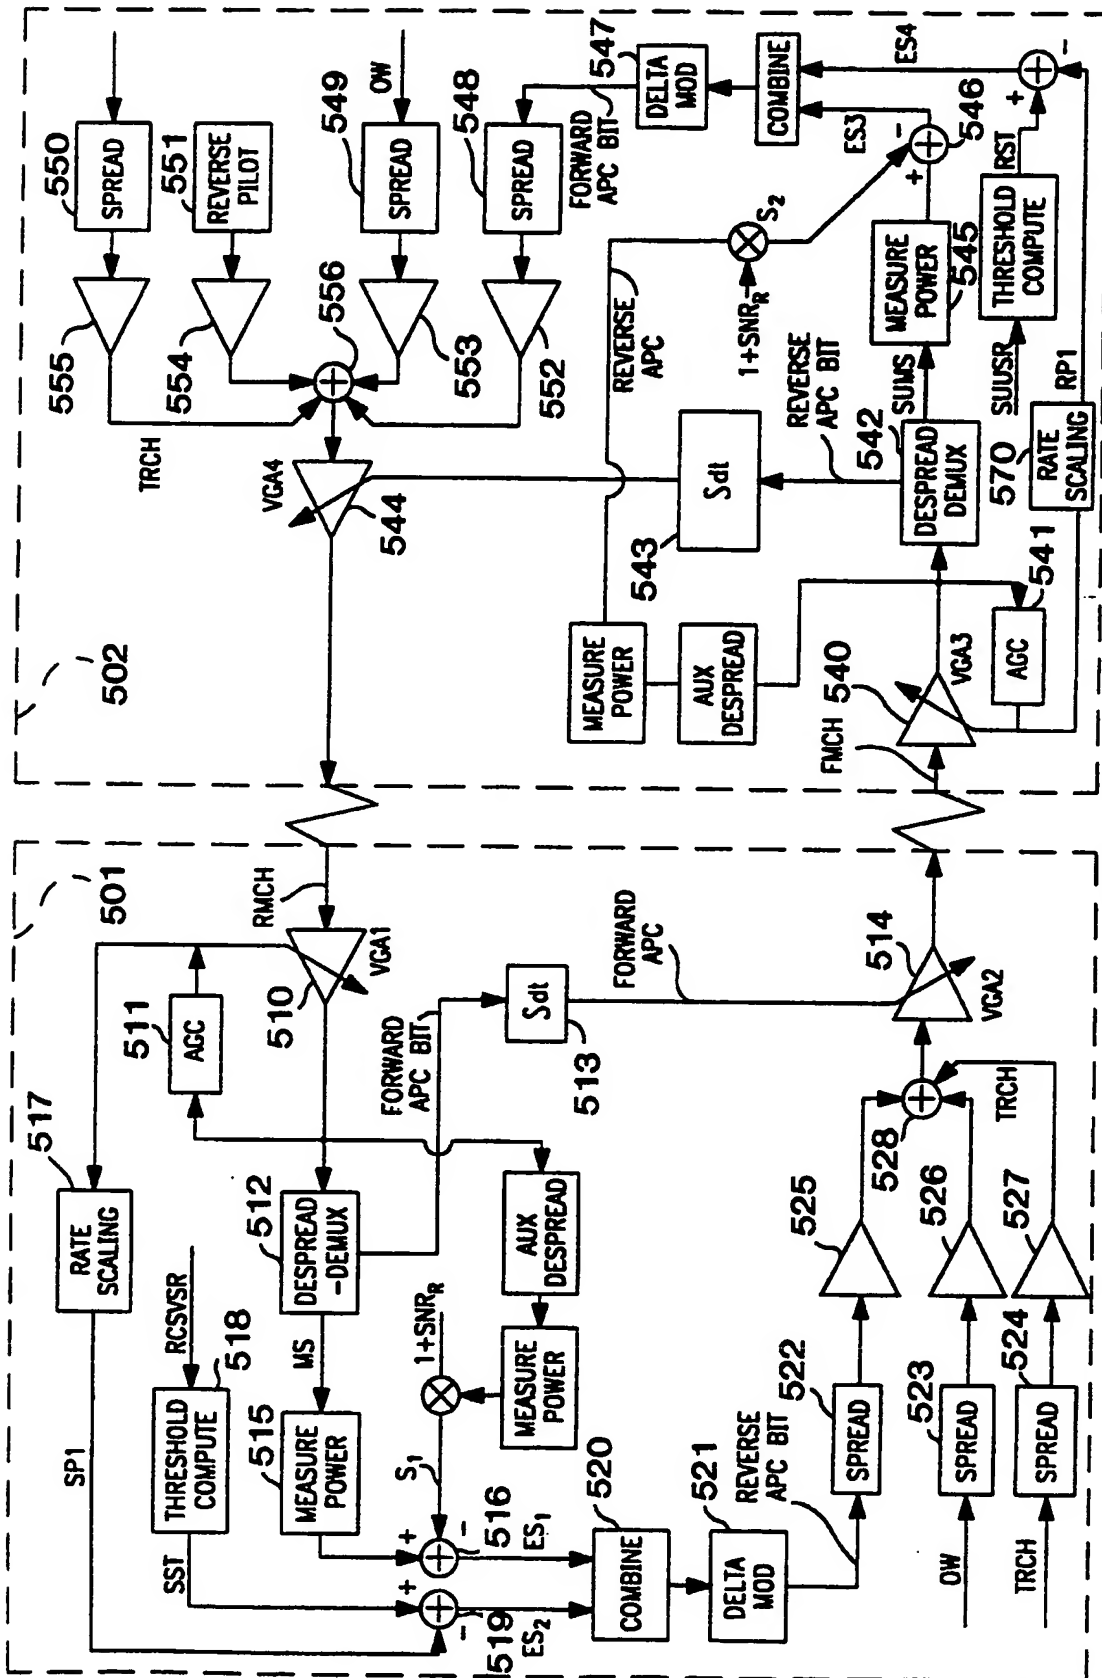 501
502
517
RATE
SCALING
SP1
511
AGC
RMCH
510
VGA1
RCSVSR
518
THRESHOLD
COMPUTE
SST
512
DESPREAD
-DEMUX
MS
515
MEASURE
POWER
FORWARD
APC BIT
∫dt
513
FORWARD
APC
AUX
DESPREAD
MEASURE
POWER
1+SNRR
S1
516
ES1
519
ES2
520
COMBINE
521
DELTA
MOD
REVERSE
APC BIT
522
SPREAD
523
SPREAD
524
SPREAD
OW
TRCH
525
526
527
528
TRCH
514
VGA2
550
SPREAD
551
REVERSE
PILOT
549
SPREAD
OW
548
SPREAD
FORWARD
APC BIT
547
DELTA
MOD
COMBINE
ES3
ES4
555
554
556
553
552
TRCH
VGA4
544
REVERSE
APC
1+SNRR
S2
546
∫dt
543
REVERSE
APC BIT
542
DESPREAD
DEMUX
SUMS
MEASURE
POWER
545
SUUSR
THRESHOLD
COMPUTE
RST
RP1
570
RATE
SCALING
541
AGC
MEASURE
POWER
AUX
DESPREAD
540
VGA3
FMCH